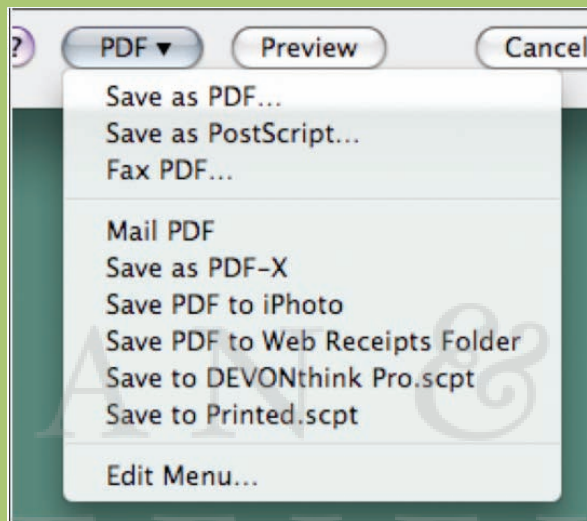 ? PDF ▼ Preview Cancel
Save as PDF...
Save as PostScript...
Fax PDF...
Mail PDF
Save as PDF-X
Save PDF to iPhoto
Save PDF to Web Receipts Folder
Save to DEVONthink Pro.scpt
Save to Printed.scpt
Edit Menu...
A N &